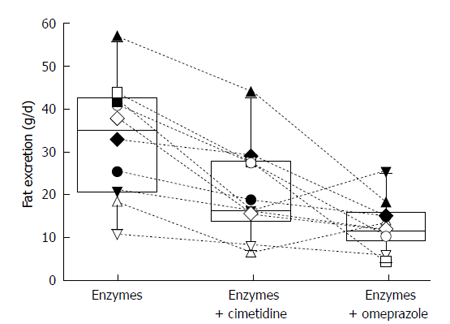 60
50
40
30
20
10
0
Fat excretion (g/d)
Enzymes
Enzymes
+ cimetidine
Enzymes
+ omeprazole